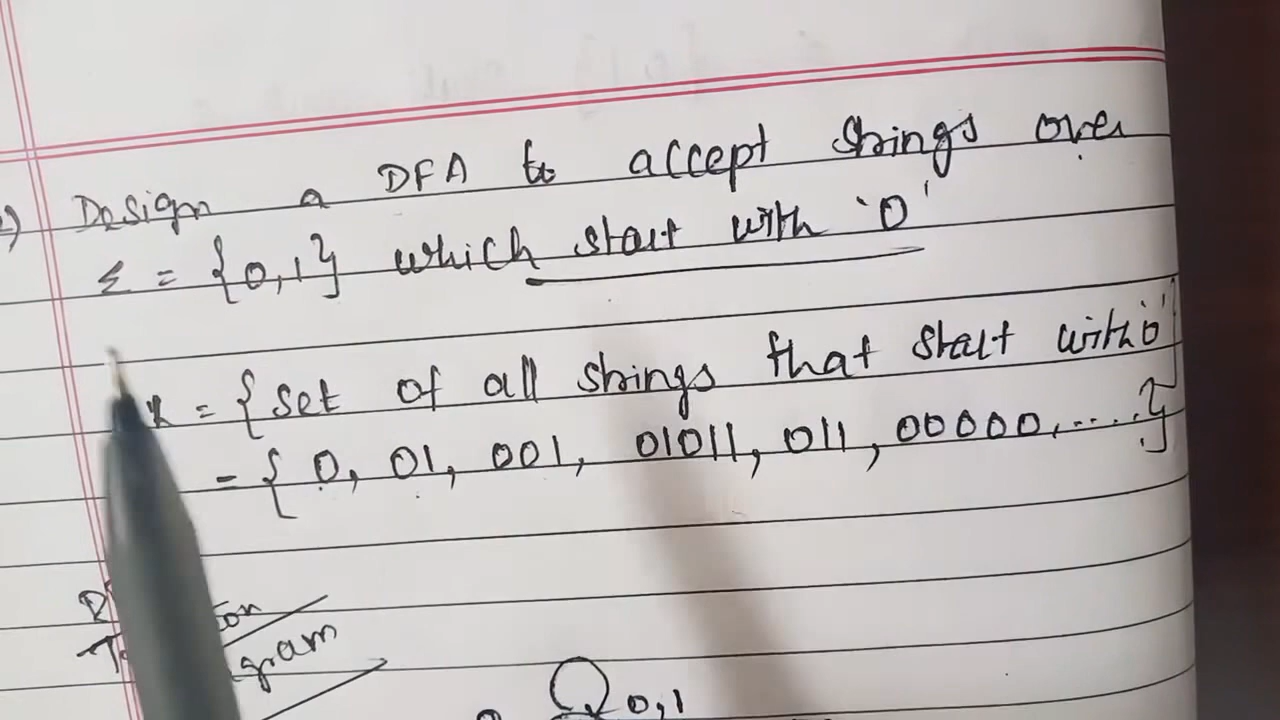 Design a DFA to accept strings over
Σ = {0,1} which start with '0'
= {set of all strings that start with '0'}
= {0, 01, 001, 01011, 011, 00000, .....}
gram
0,1